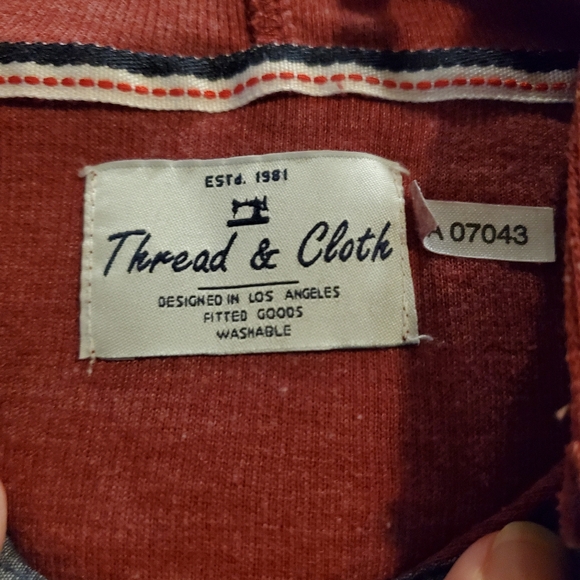 ESTd. 1981
Thread & Cloth
DESIGNED IN LOS ANGELES
FITTED GOODS
WASHABLE
A 07043